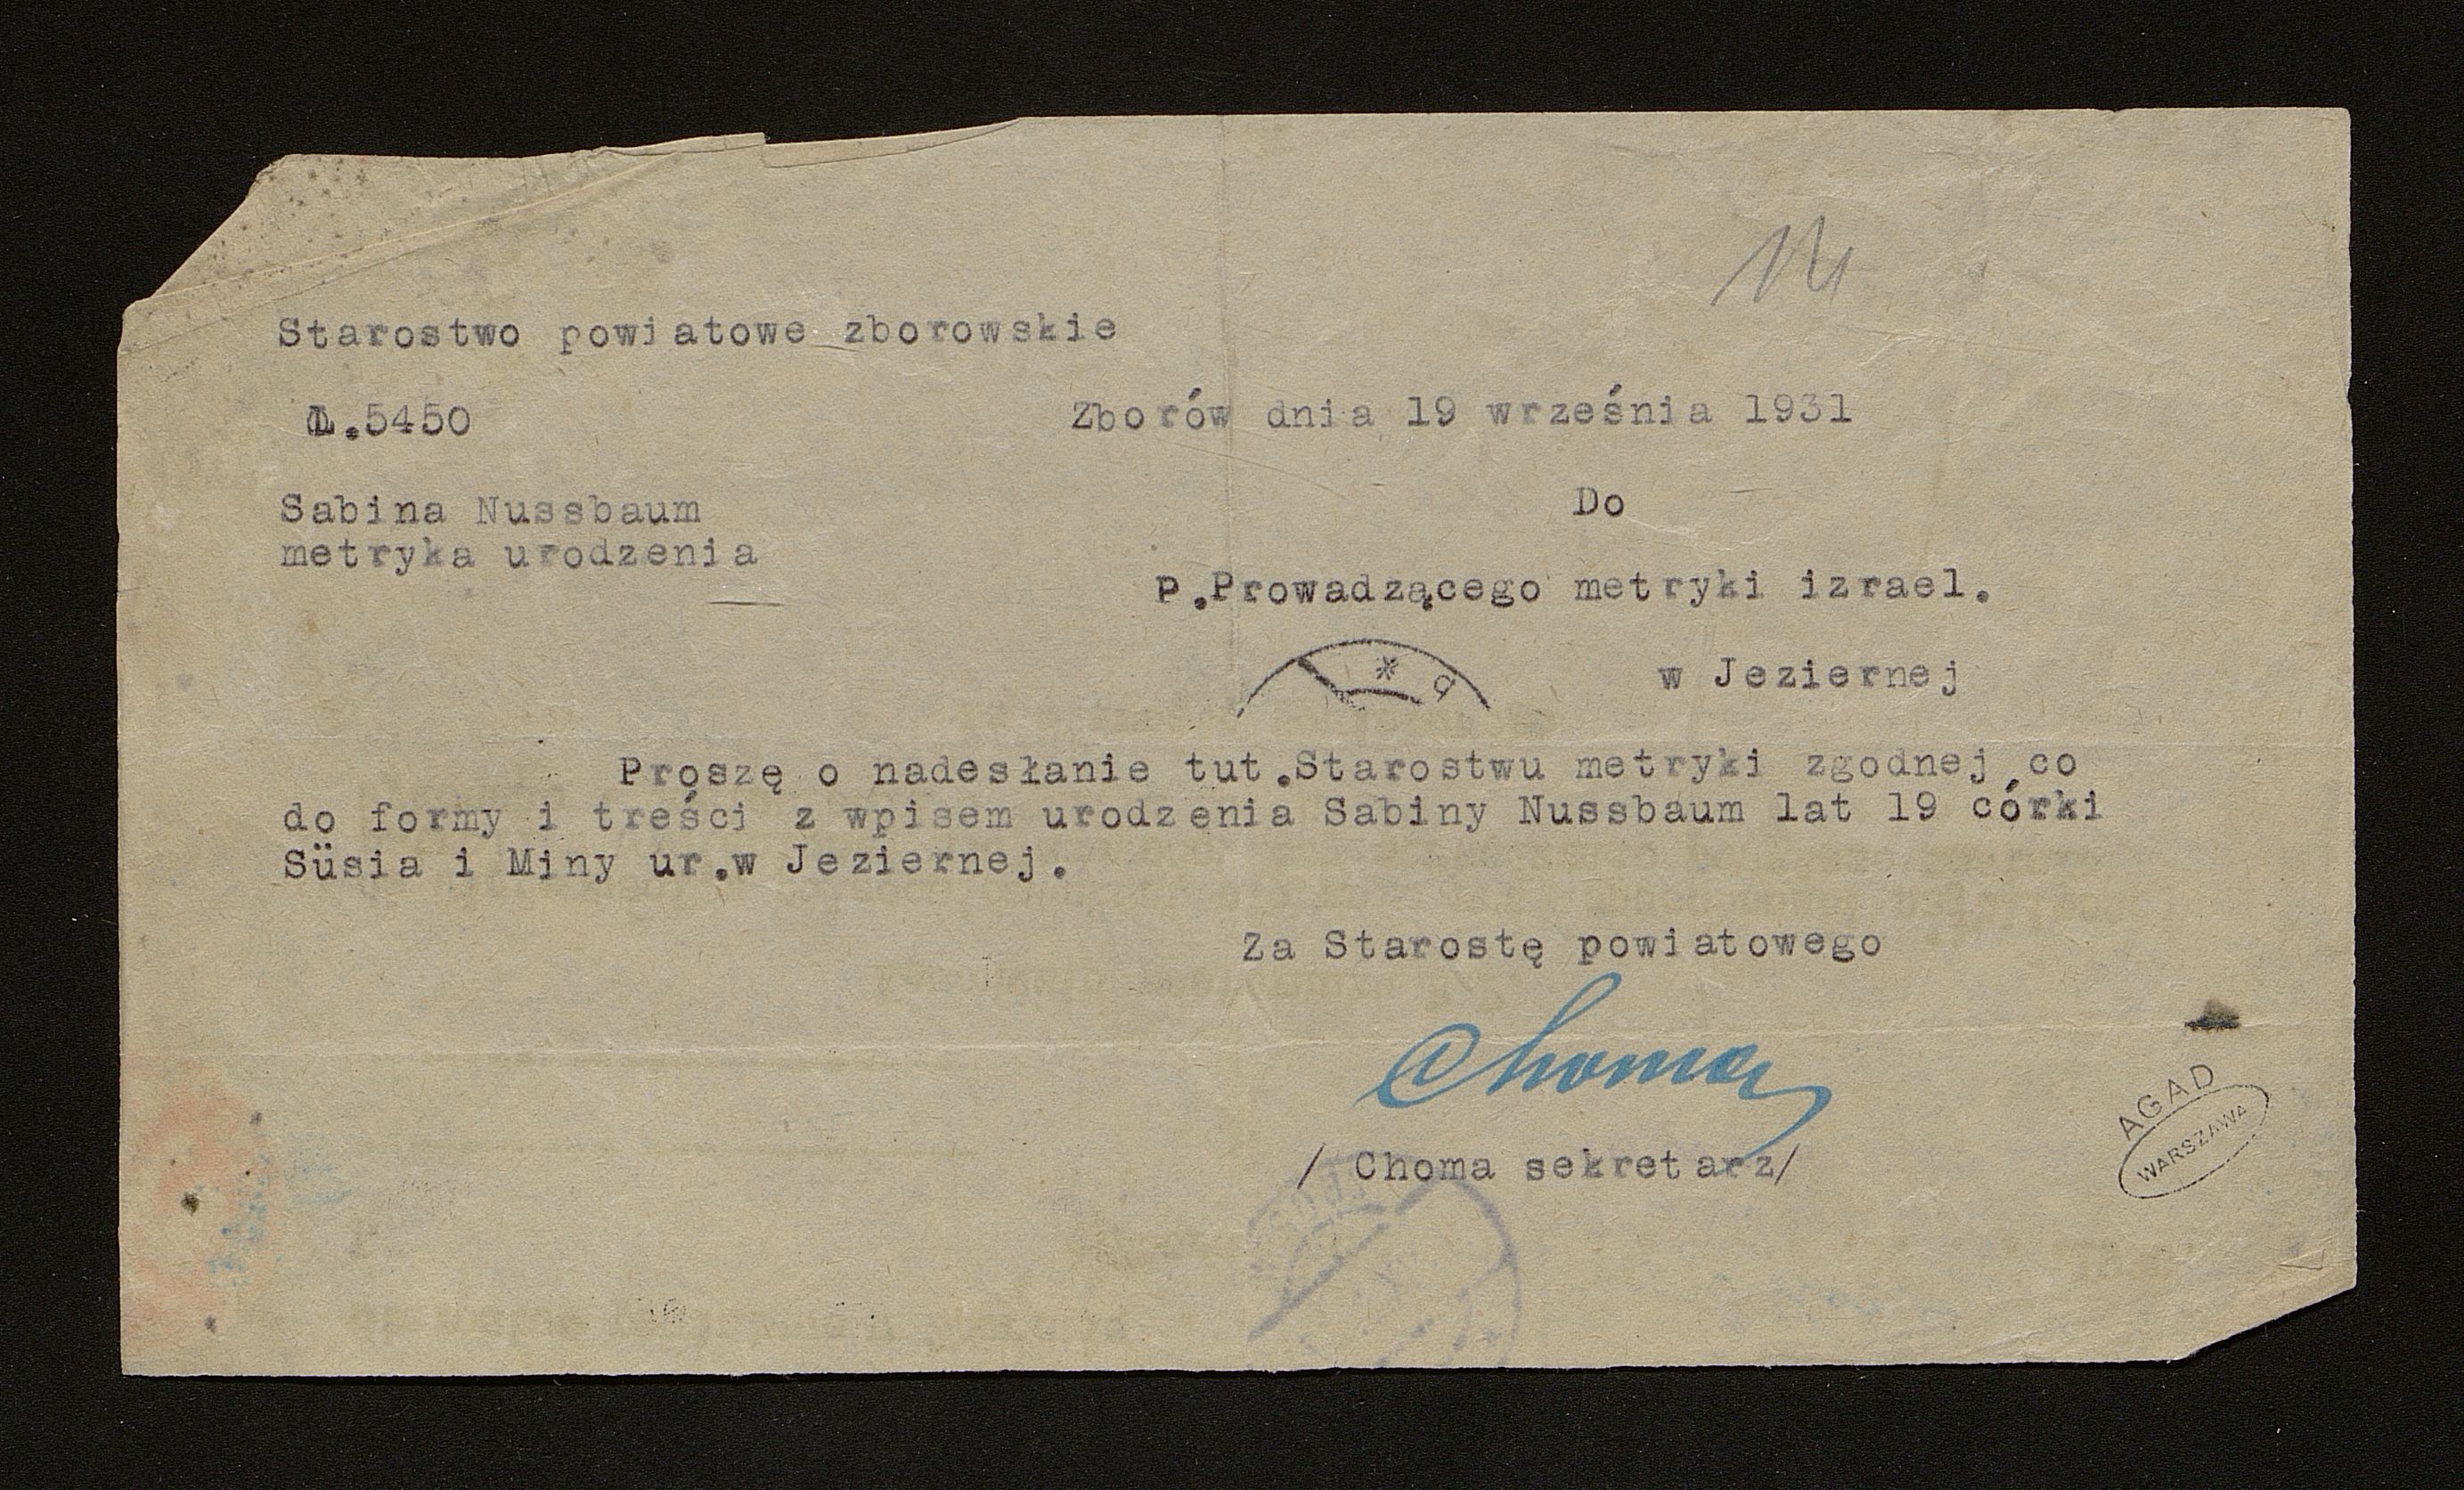 Starostwo powiatowe zborowskie
L.5450
Zborów dnia 19 września 1931
Sabina Nussbaum
metryka urodzenia
Do
P.Prowadzącego metryki izrael.
w Jeziernej
Proszę o nadesłanie tut.Starostwu metryki zgodnej co
do formy i treści z wpisem urodzenia Sabiny Nussbaum lat 19 córki
Süsia i Miny ur.w Jeziernej.
Za Starostę powiatowego
Choma
/ Choma sekretarz/
AGAD
WARSZAWA